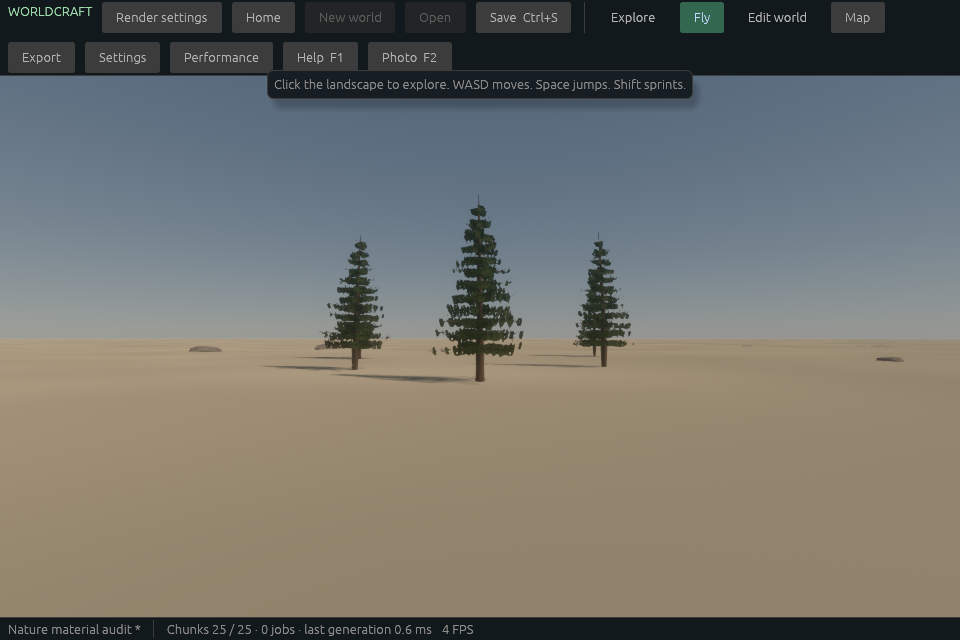 WORLDCRAFT Render settings Home New world Open Save Ctrl+S Explore Fly Edit world Map
Export Settings Performance Help F1 Photo F2
Click the landscape to explore. WASD moves. Space jumps. Shift sprints.
Nature material audit * Chunks 25 / 25 · 0 jobs · last generation 0.6 ms 4 FPS